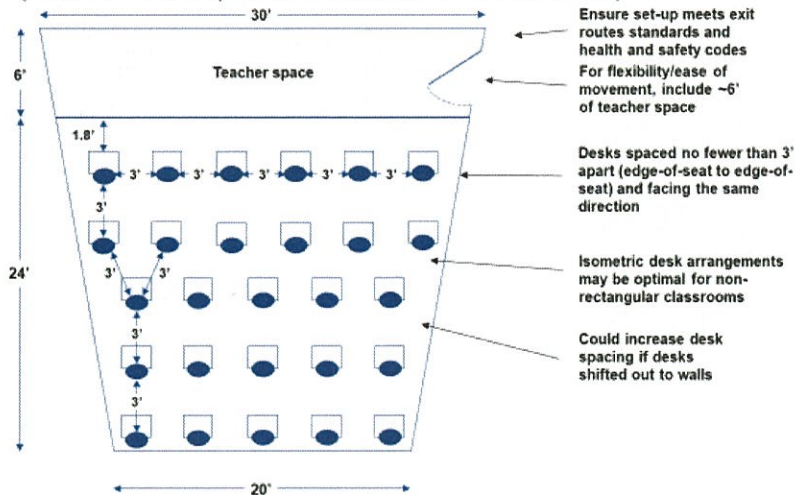 30'
Ensure set-up meets exit
routes standards and
health and safety codes
6'
Teacher space
For flexibility/ease of
movement, include ~6'
of teacher space
1.8'
Desks spaced no fewer than 3'
apart (edge-of-seat to edge-of-
seat) and facing the same
direction
3' 3' 3' 3' 3'
3'
24'
3' 3'
Isometric desk arrangements
may be optimal for non-
rectangular classrooms
3'
Could increase desk
spacing if desks
shifted out to walls
3'
20'